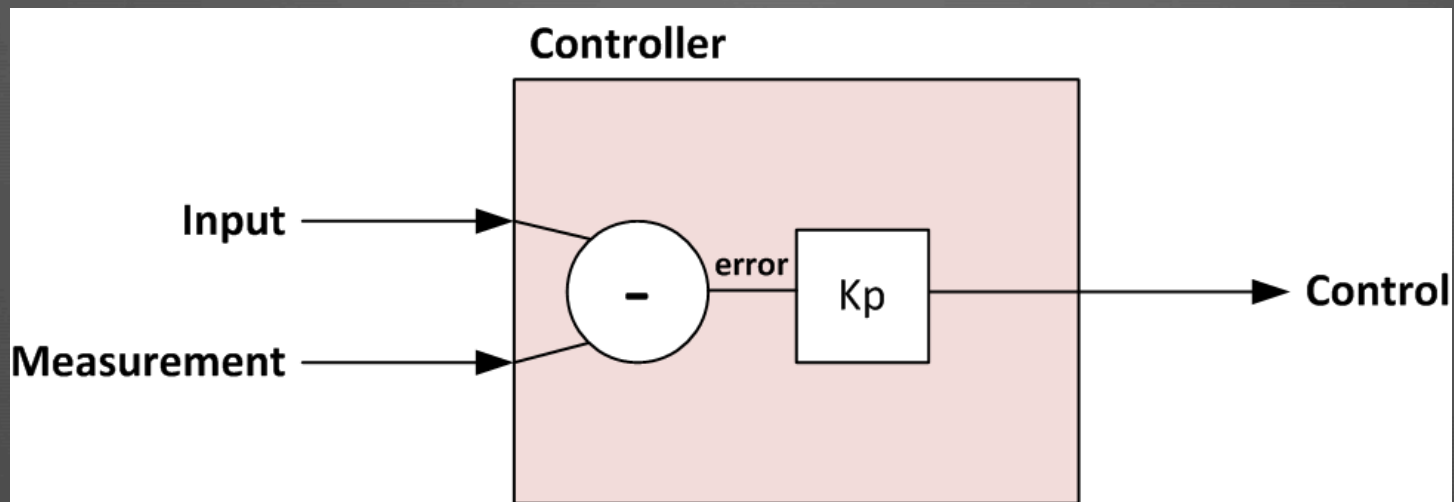 Controller
Input
error
-
Kp
Control
Measurement